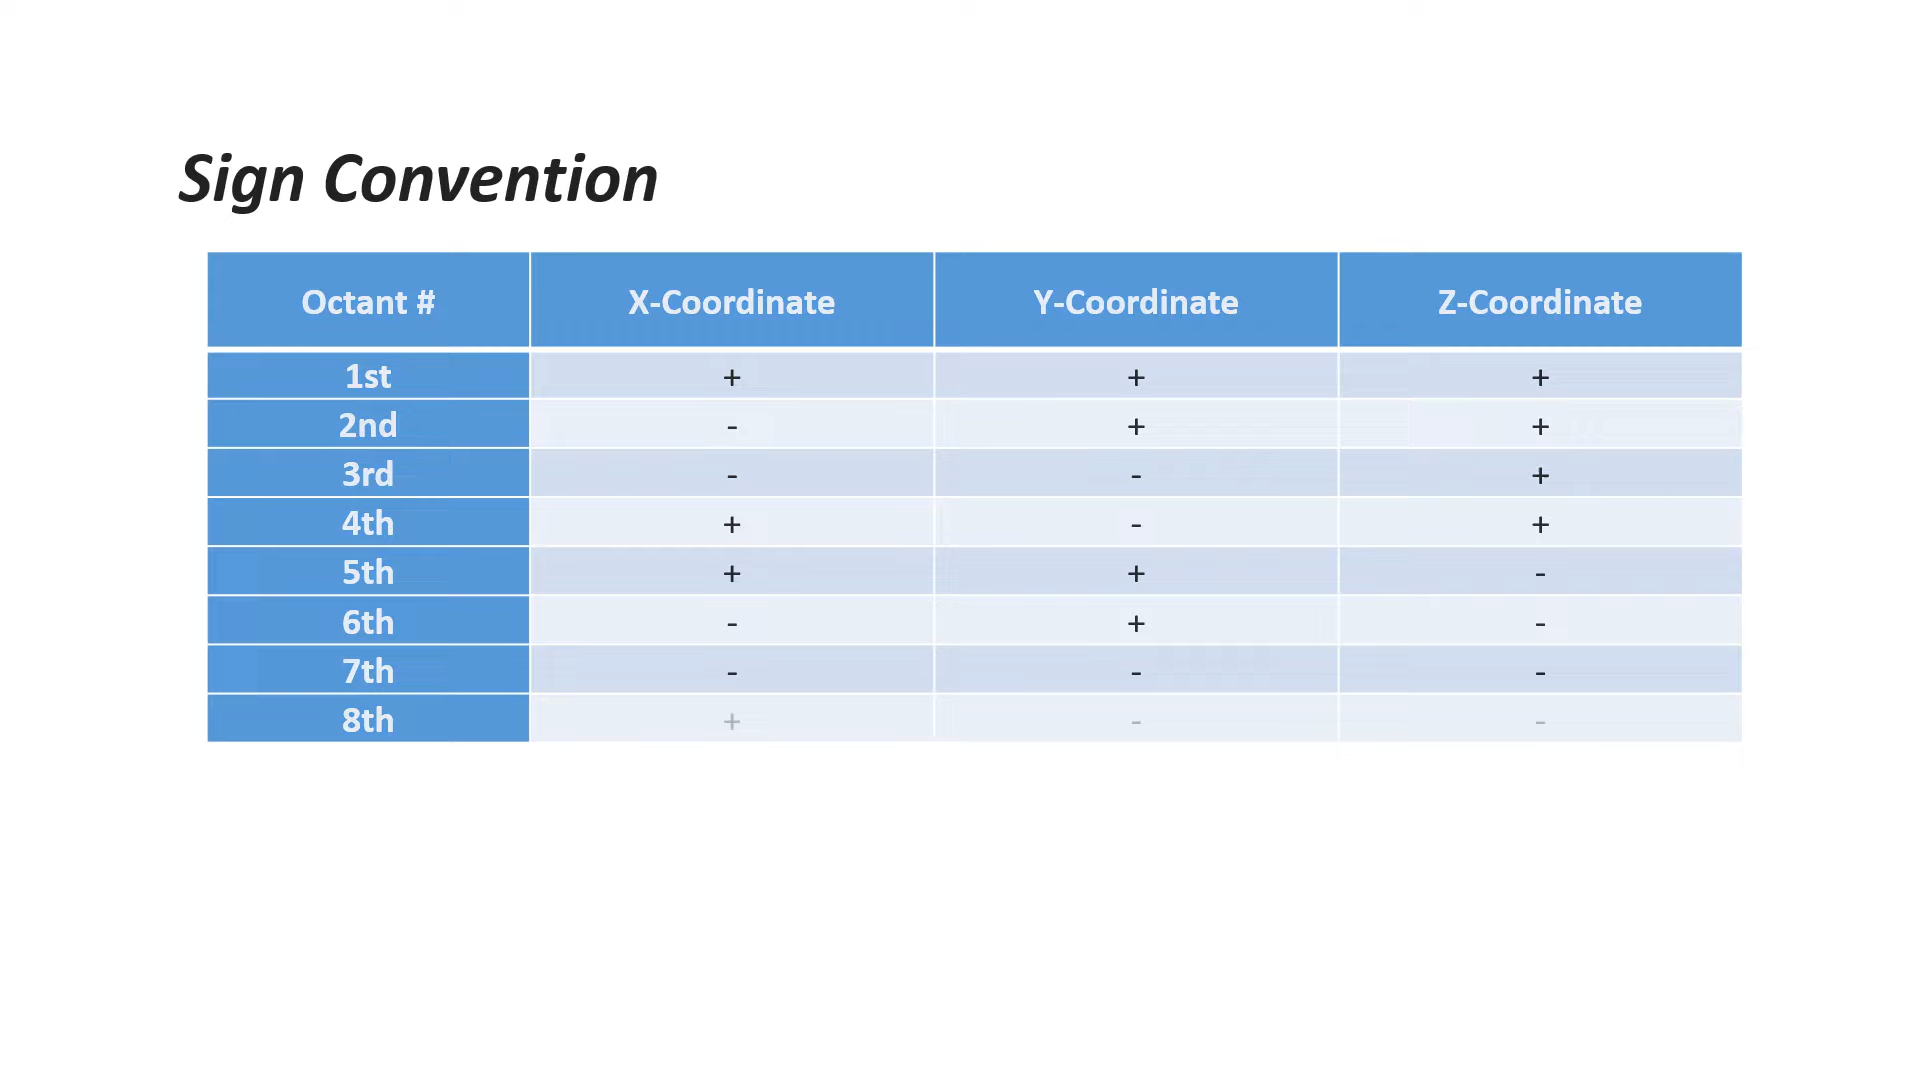 Sign Convention
Octant # X-Coordinate Y-Coordinate Z-Coordinate
1st + + +
2nd - + +
3rd - - +
4th + - +
5th + + -
6th - + -
7th - - -
8th + - -